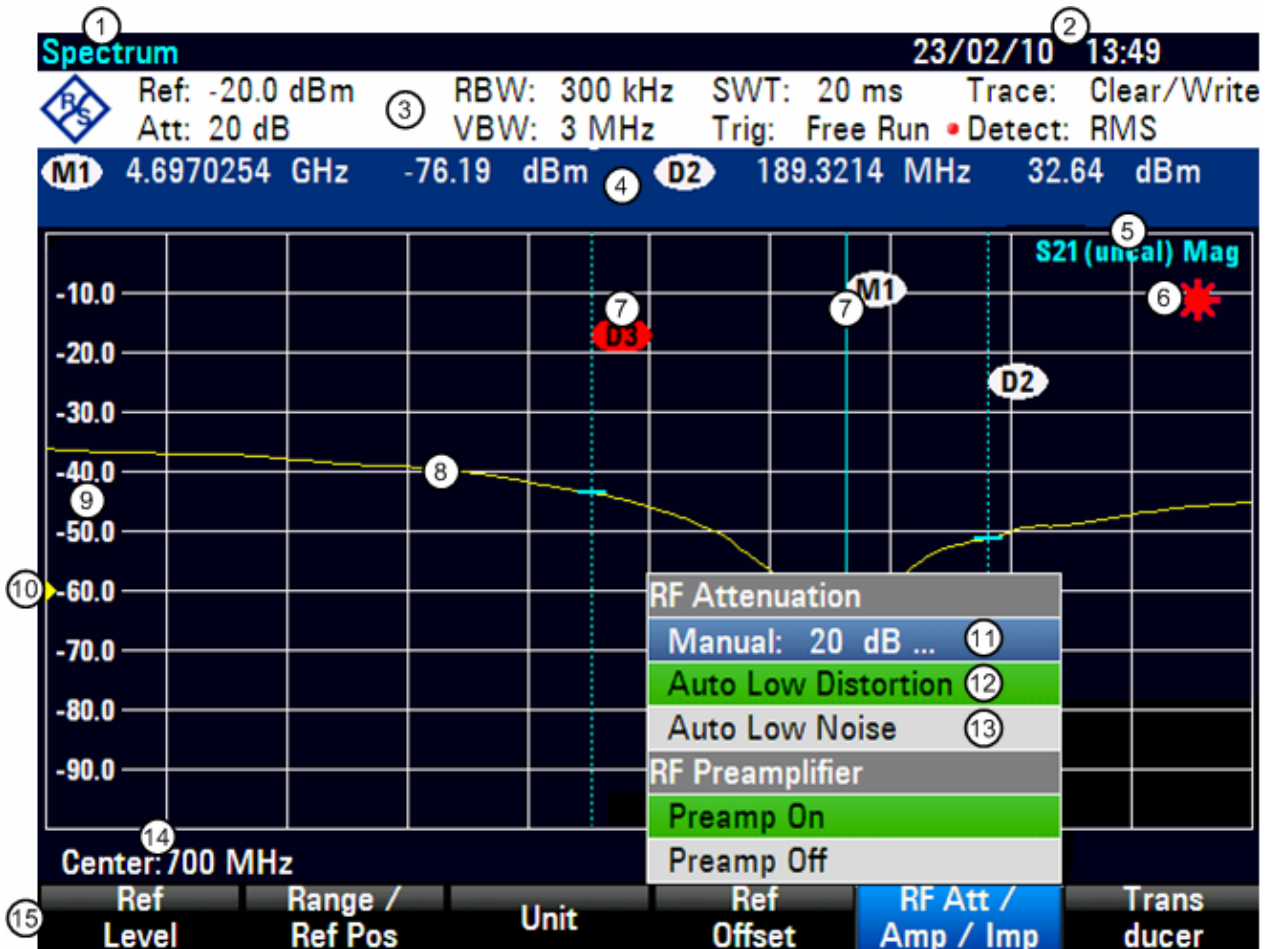 1
2
Spectrum 23/02/10 13:49
R&S
Ref: -20.0 dBm RBW: 300 kHz SWT: 20 ms Trace: Clear/Write
3
Att: 20 dB VBW: 3 MHz Trig: Free Run Detect: RMS
M1 4.6970254 GHz -76.19 dBm 4 D2 189.3214 MHz 32.64 dBm
5
S21 (uncal) Mag
-10.0 7 7 M1 6
D3
-20.0
D2
-30.0
-40.0 8
9
-50.0
10 -60.0
RF Attenuation
Manual: 20 dB ... 11
-70.0
Auto Low Distortion 12
-80.0
Auto Low Noise 13
-90.0
RF Preamplifier
Preamp On
14
Center: 700 MHz
Preamp Off
15
Ref Level
Range / Ref Pos
Unit
Ref Offset
RF Att / Amp / Imp
Trans ducer